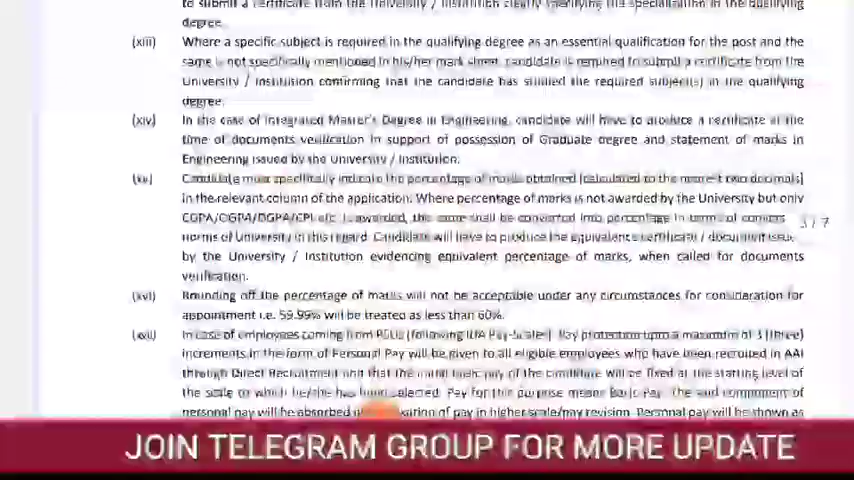 to submit a certificate from the University / Institution clearly specifying the specialization in the qualifying
degree.
(xiii) Where a specific subject is required in the qualifying degree as an essential qualification for the post and the
same is not specifically mentioned in his/her mark sheet, candidate is required to submit a certificate from the
University / Institution confirming that the candidate has studied the required subject(s) in the qualifying
degree.
(xiv) In the case of Integrated Master's Degree in Engineering, candidate will have to produce a certificate at the
time of documents verification in support of possession of Graduate degree and statement of marks in
Engineering issued by the University / Institution.
(xv) Candidate must specifically indicate the percentage of marks obtained (calculated to the nearest two decimals)
in the relevant column of the application. Where percentage of marks is not awarded by the University but only
CGPA/OGPA/DGPA/CPI etc. is awarded, the same shall be converted into percentage in terms of
norms of University in this regard. Candidate will have to produce the equivalence certificate / document
by the University / Institution evidencing equivalent percentage of marks, when called for documents
verification.
3 / 7
(xvi) Rounding off the percentage of marks will not be acceptable under any circumstances for consideration for
appointment i.e. 59.99% will be treated as less than 60%.
(xvii) In case of employees coming from PSUs (following IDA Pay-Scales), Pay protection upto a maximum of 3 (three)
increments in the form of Personal Pay will be given to all eligible employees who have been recruited in AAI
through Direct Recruitment and that the initial basic pay of the candidate will be fixed at the starting level of
the scale to which he/she has been selected. Pay for this purpose means Basic Pay. The said component of
personal pay will be absorbed of pay in higher scale/pay revision. Personal pay will be shown as
JOIN TELEGRAM GROUP FOR MORE UPDATE